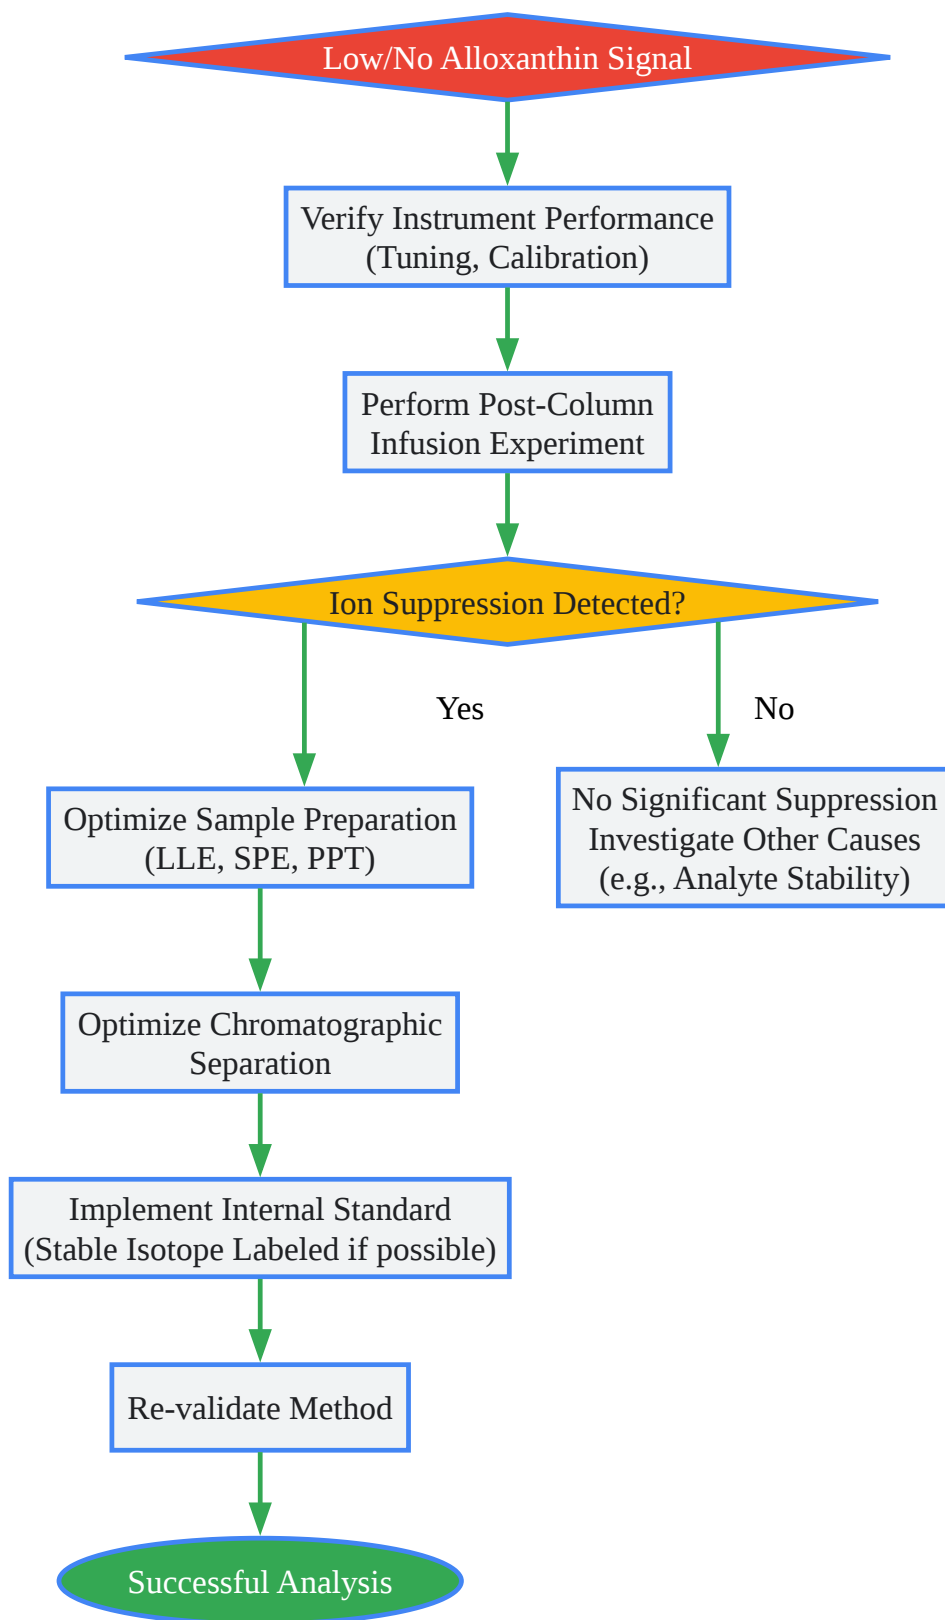 Low/No Alloxanthin Signal
Verify Instrument Performance
(Tuning, Calibration)
Perform Post-Column
Infusion Experiment
Ion Suppression Detected?
Yes
No
Optimize Sample Preparation
(LLE, SPE, PPT)
No Significant Suppression
Investigate Other Causes
(e.g., Analyte Stability)
Optimize Chromatographic
Separation
Implement Internal Standard
(Stable Isotope Labeled if possible)
Re-validate Method
Successful Analysis